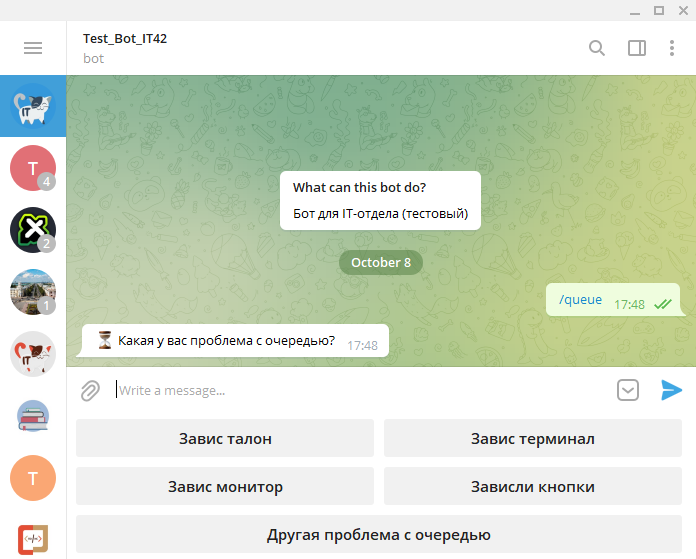 Test_Bot_IT42
bot
T
4
2
1
IT
T
What can this bot do?
Бот для IT-отдела (тестовый)
October 8
/queue 17:48
⏳ Какая у вас проблема с очередью? 17:48
Write a message...
Завис талон
Завис терминал
Завис монитор
Зависли кнопки
Другая проблема с очередью